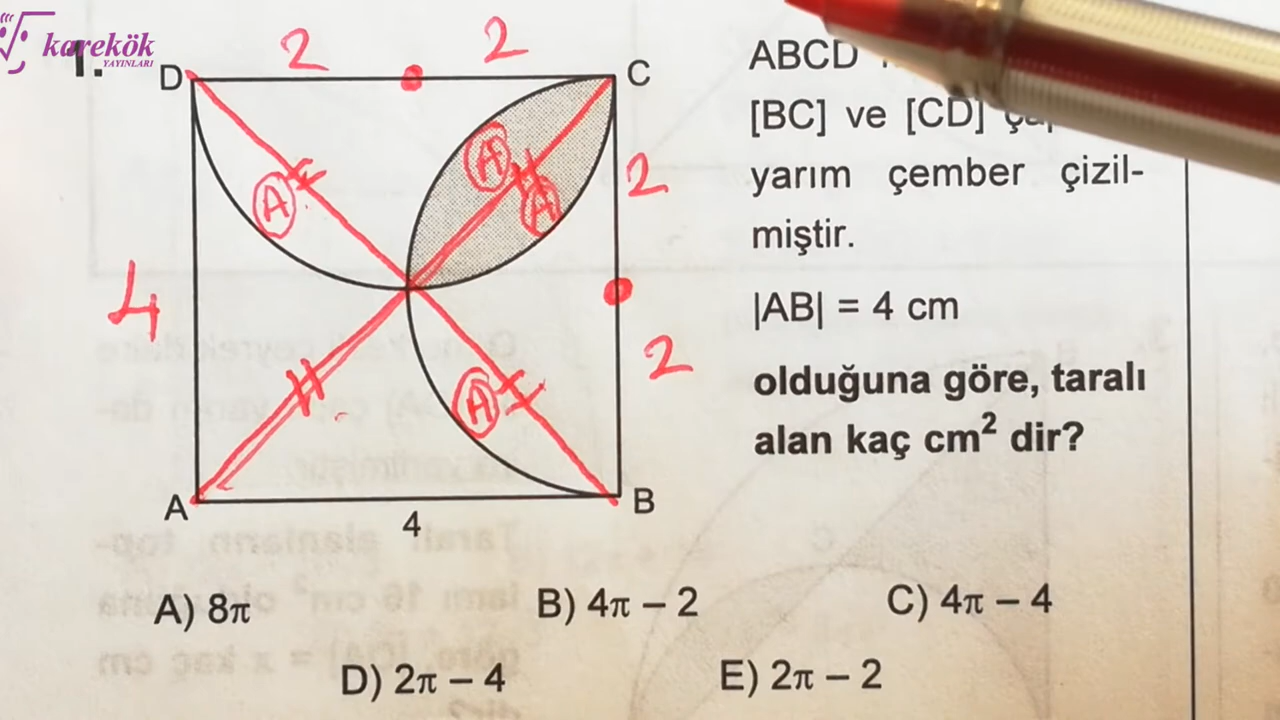 karekök
YAYINLARI
1.
2
2
D
C
A
A
A
2
4
A
2
A
B
4
ABCD
[BC] ve [CD]
yarım çember çizil-
miştir.
|AB| = 4 cm
olduğuna göre, taralı
alan kaç cm² dir?
A) 8π
B) 4π – 2
C) 4π – 4
D) 2π – 4
E) 2π – 2